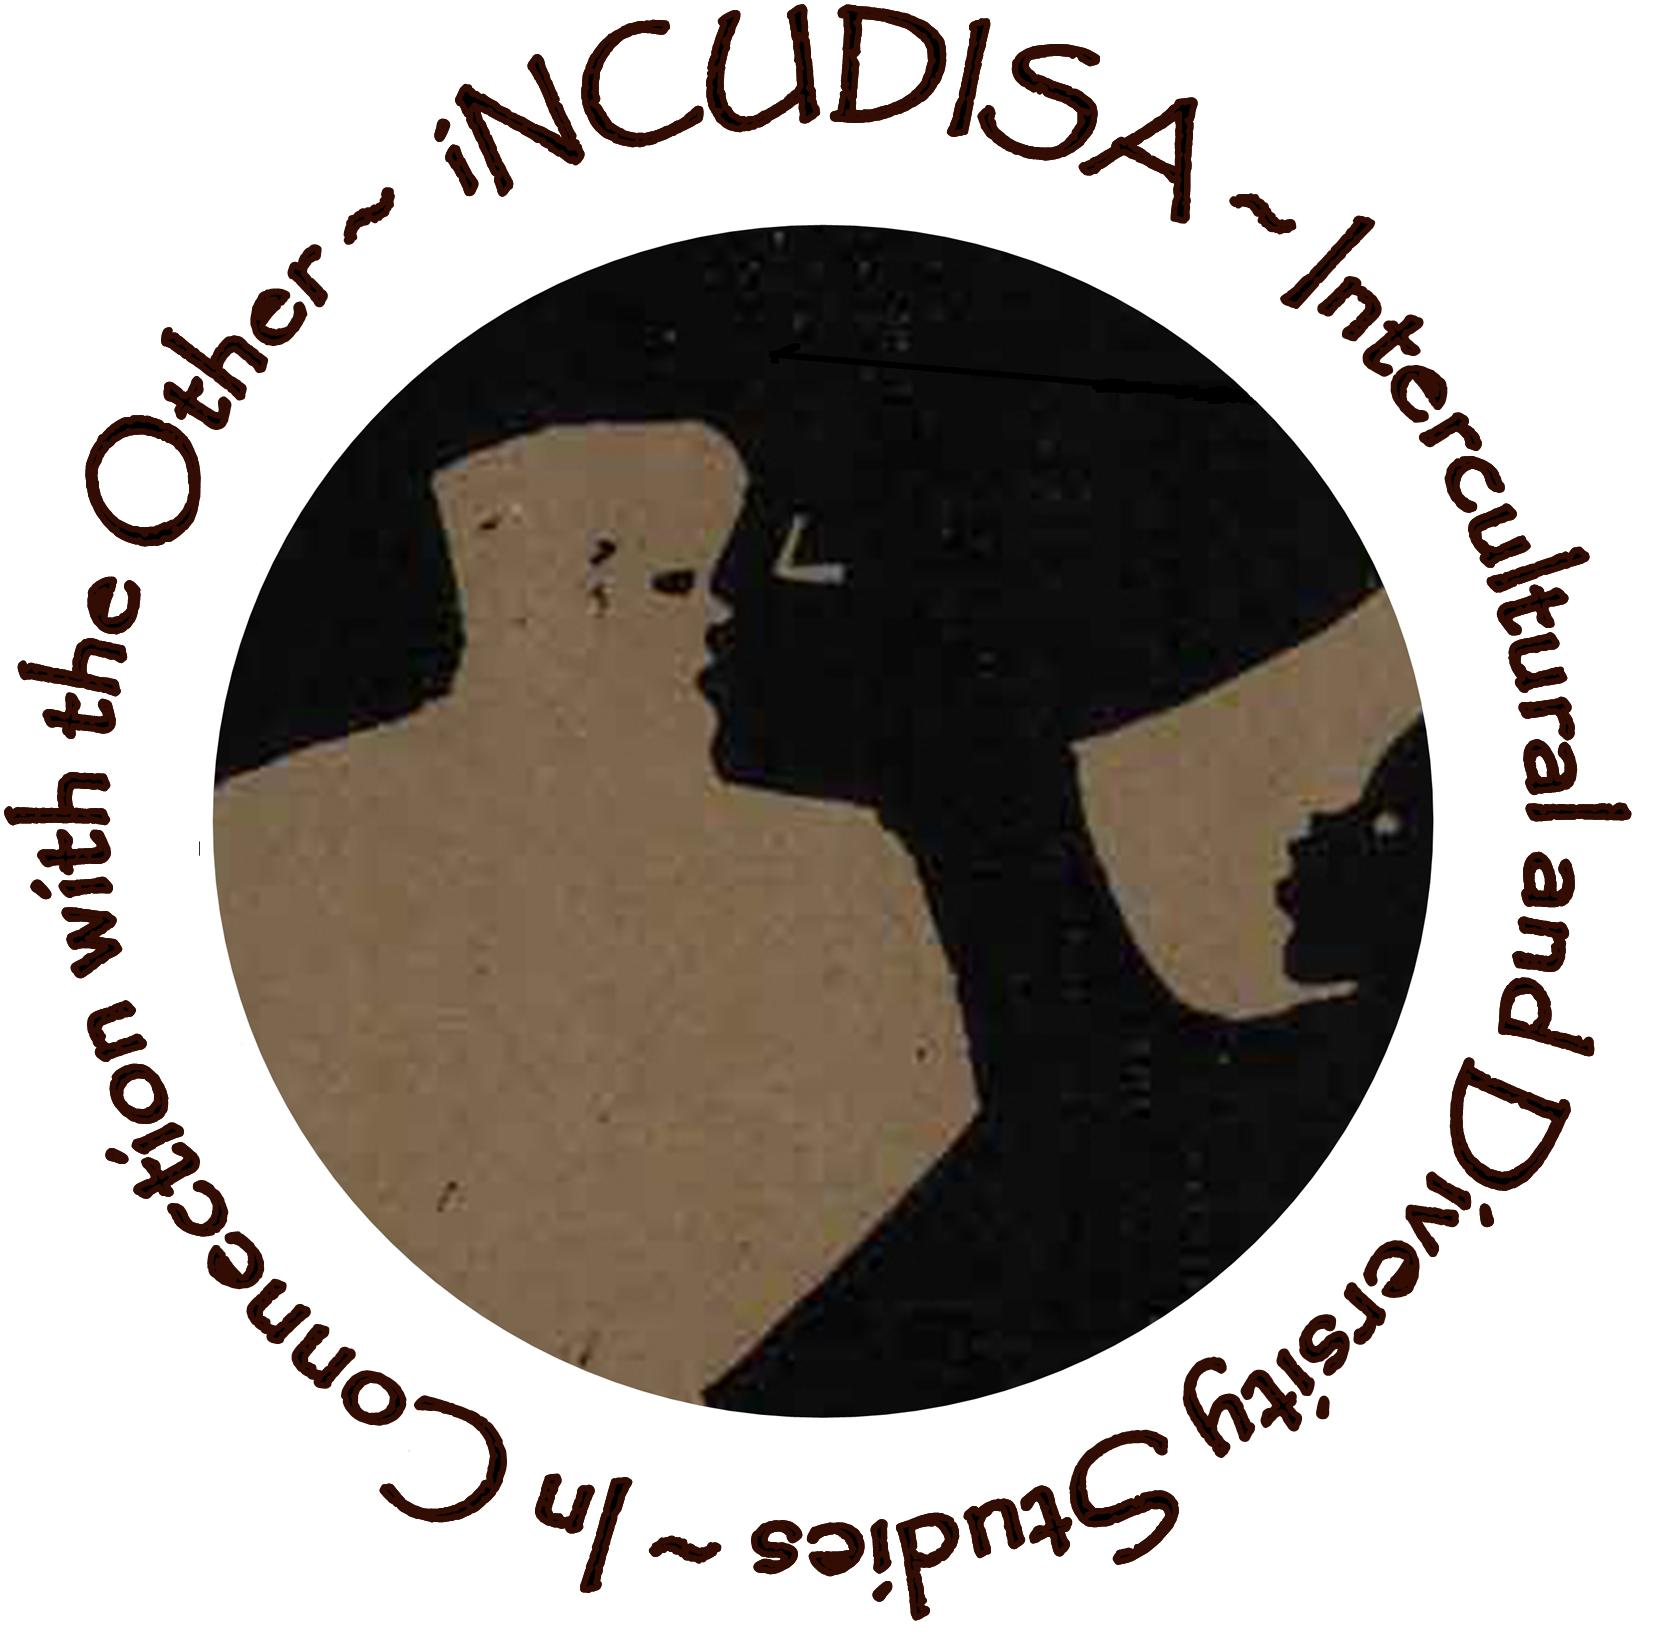 iNCUDISA ~ Intercultural and Diversity Studies ~ In Connection with the Other ~